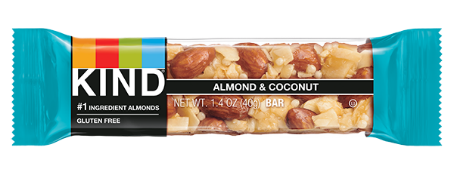 KIND
#1 INGREDIENT ALMONDS
GLUTEN FREE
ALMOND & COCONUT
NET WT. 1.4 OZ (40g) BAR